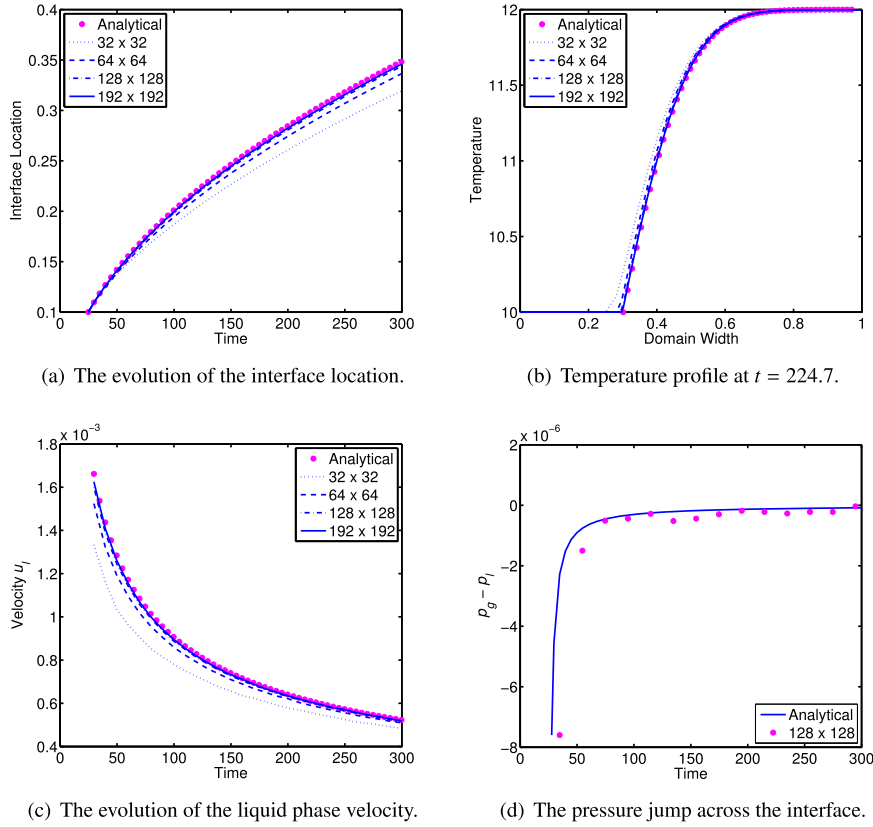 0.4
0.35
0.3
0.25
0.2
0.15
0.1
Interface Location
Analytical
32 x 32
64 x 64
128 x 128
192 x 192
0 50 100 150 200 250 300
Time
(a) The evolution of the interface location.
12
11.5
11
10.5
10
Temperature
Analytical
32 x 32
64 x 64
128 x 128
192 x 192
0 0.2 0.4 0.6 0.8 1
Domain Width
(b) Temperature profile at t = 224.7.
x 10⁻³
1.8
1.6
1.4
1.2
1
0.8
0.6
0.4
Velocity uₗ
Analytical
32 x 32
64 x 64
128 x 128
192 x 192
0 50 100 150 200 250 300
Time
(c) The evolution of the liquid phase velocity.
x 10⁻⁶
2
0
−2
−4
−6
−8
p_g − p_l
Analytical
128 x 128
0 50 100 150 200 250 300
Time
(d) The pressure jump across the interface.